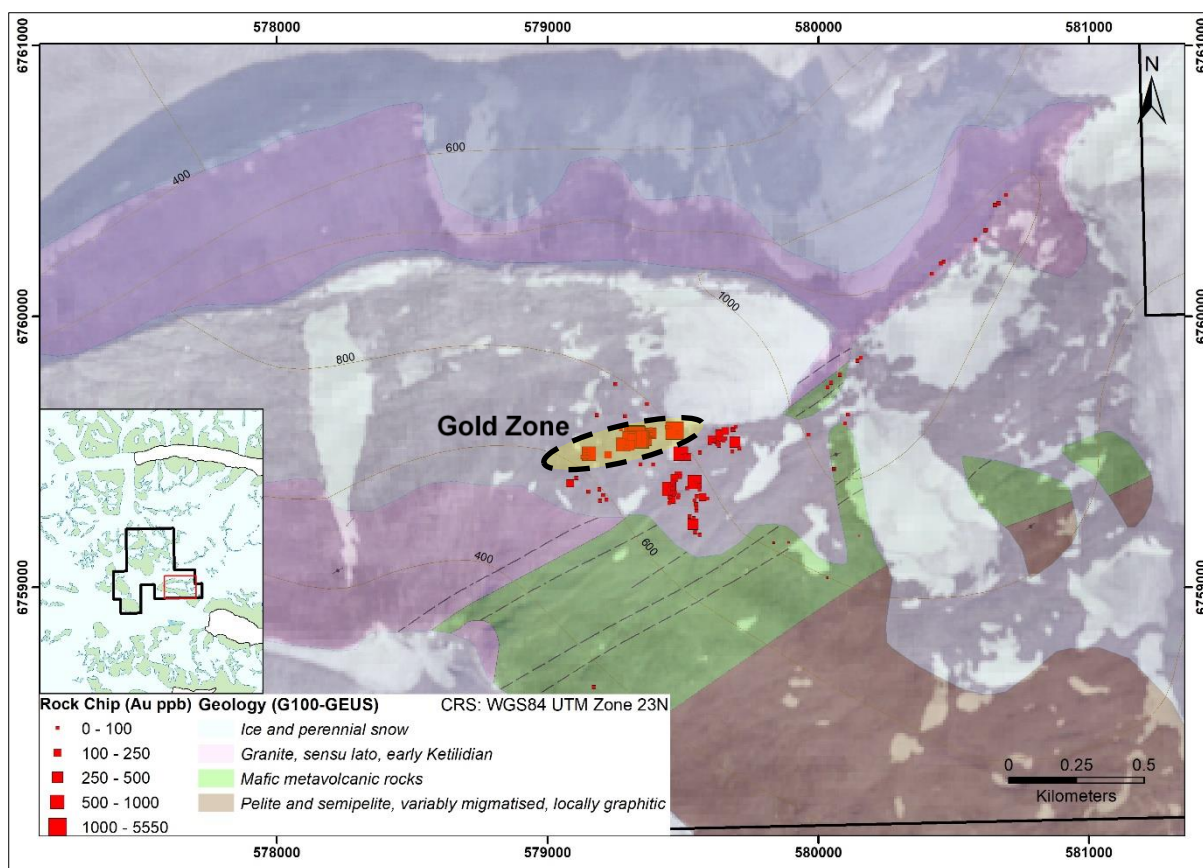 578000 579000 580000 581000
6761000 6761000
N
600
400
1000
6760000 6760000
800
Gold Zone
400
600
6759000 6759000
Rock Chip (Au ppb) Geology (G100-GEUS) CRS: WGS84 UTM Zone 23N
0 - 100 Ice and perennial snow
100 - 250 Granite, sensu lato, early Ketilidian
250 - 500 Mafic metavolcanic rocks
500 - 1000 Pelite and semipelite, variably migmatised, locally graphitic
1000 - 5550
0 0.25 0.5
Kilometers
578000 579000 580000 581000